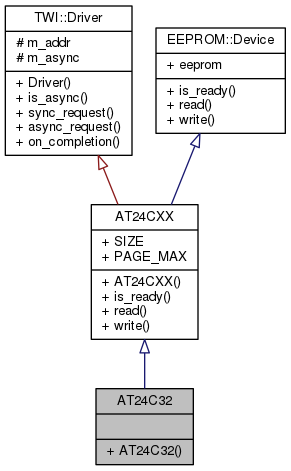 TWI::Driver
# m_addr
# m_async
+ Driver()
+ is_async()
+ sync_request()
+ async_request()
+ on_completion()
EEPROM::Device
+ eeprom
+ is_ready()
+ read()
+ write()
AT24CXX
+ SIZE
+ PAGE_MAX
+ AT24CXX()
+ is_ready()
+ read()
+ write()
AT24C32
+ AT24C32()